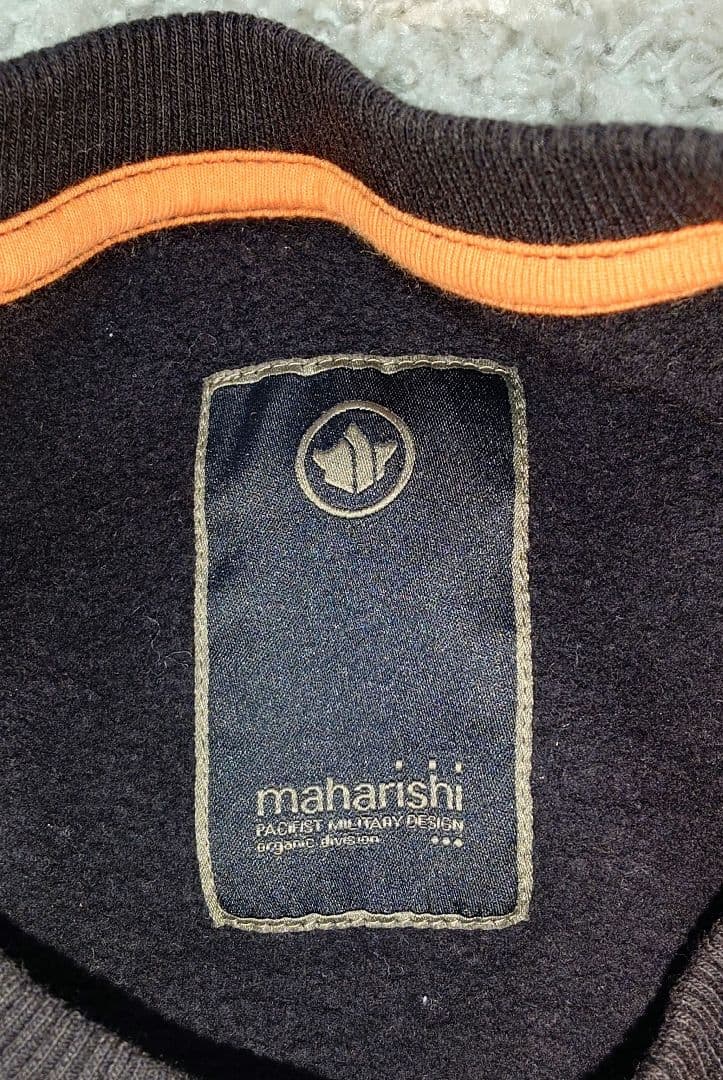 maharishi
PACIFIST MILITARY DESIGN
organic division